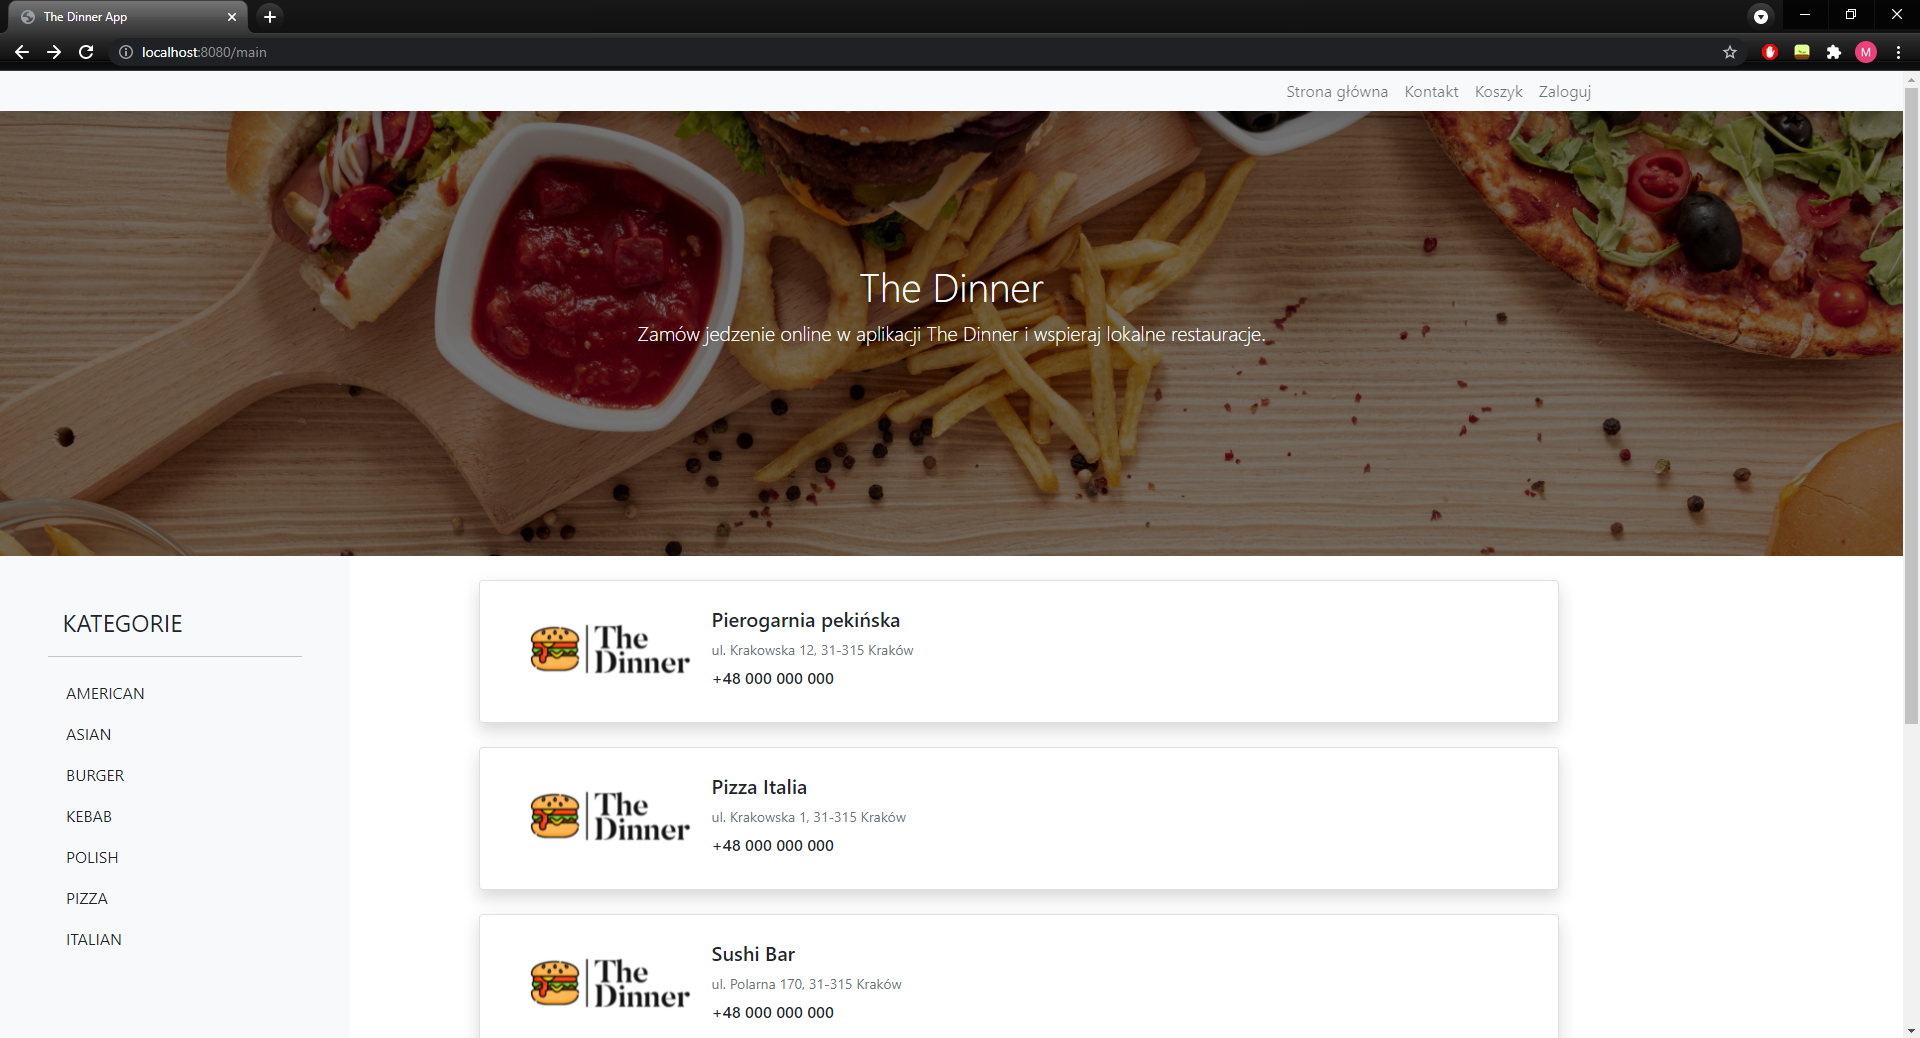 The Dinner App
localhost:8080/main
M
Strona główna Kontakt Koszyk Zaloguj
The Dinner
Zamów jedzenie online w aplikacji The Dinner i wspieraj lokalne restauracje.
KATEGORIE
AMERICAN
ASIAN
BURGER
KEBAB
POLISH
PIZZA
ITALIAN
The
Dinner
Pierogarnia pekińska
ul. Krakowska 12, 31-315 Kraków
+48 000 000 000
The
Dinner
Pizza Italia
ul. Krakowska 1, 31-315 Kraków
+48 000 000 000
The
Dinner
Sushi Bar
ul. Polarna 170, 31-315 Kraków
+48 000 000 000